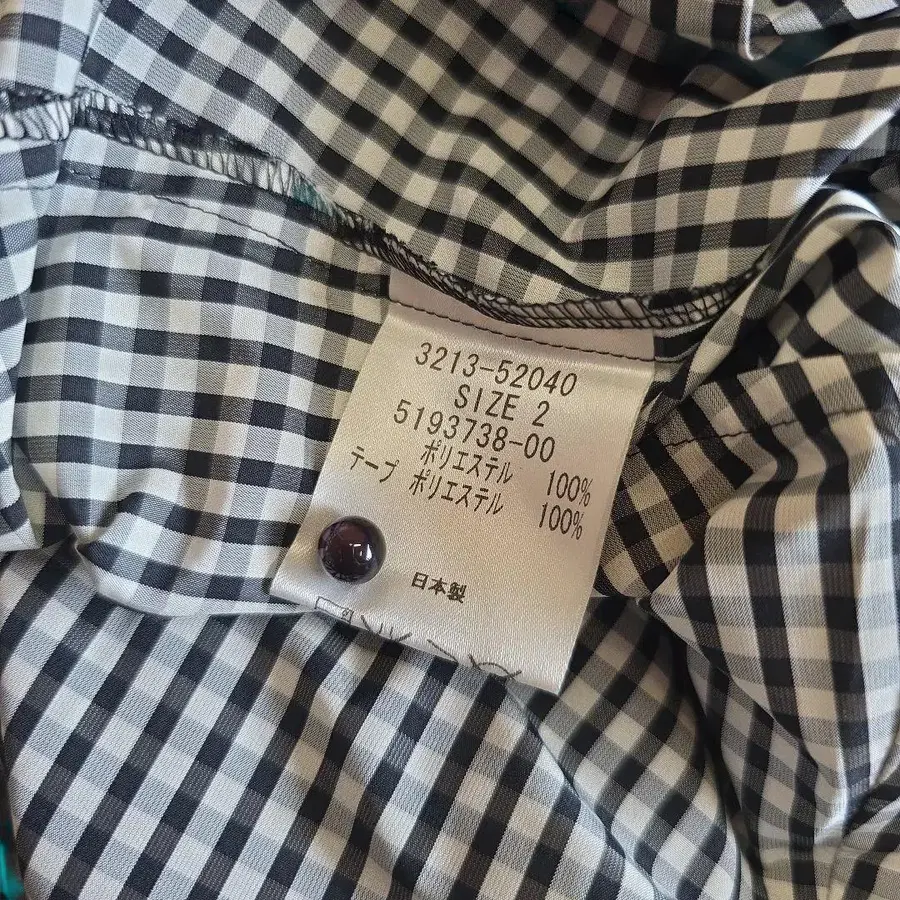 3213-52040
SIZE 2
5193738-00
ポリエステル 100%
テープ ポリエステル 100%
日本製